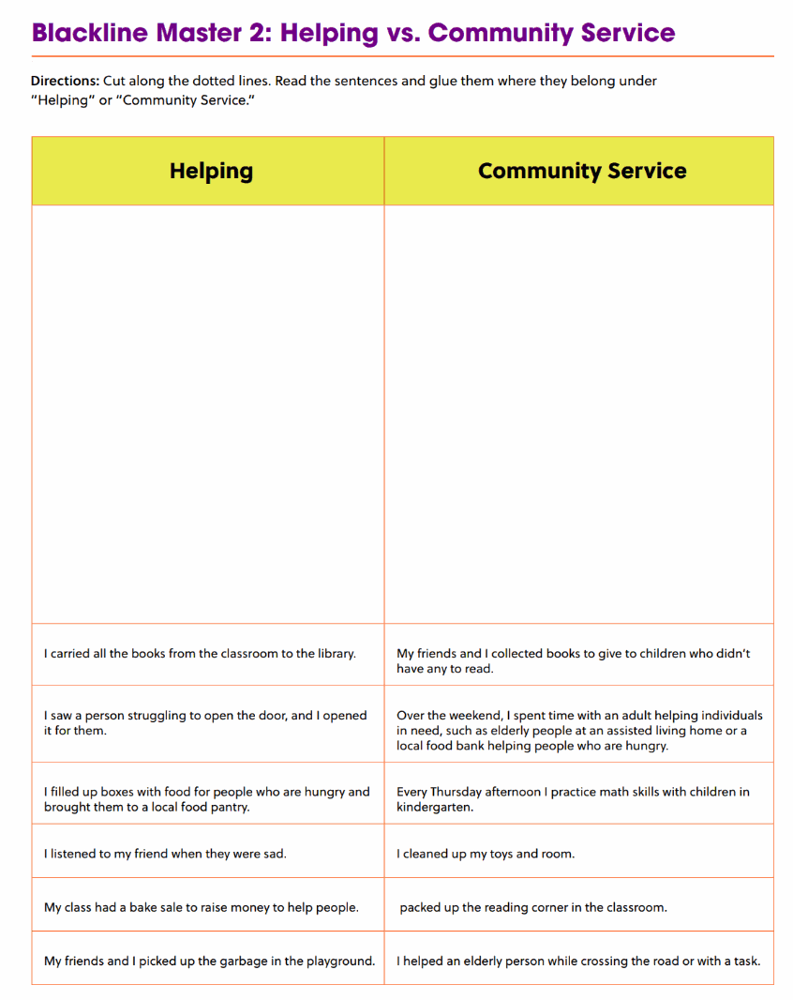 Blackline Master 2: Helping vs. Community Service
Directions: Cut along the dotted lines. Read the sentences and glue them where they belong under
“Helping” or “Community Service.”
Helping
Community Service
I carried all the books from the classroom to the library.
My friends and I collected books to give to children who didn’t
have any to read.
I saw a person struggling to open the door, and I opened
it for them.
Over the weekend, I spent time with an adult helping individuals
in need, such as elderly people at an assisted living home or a
local food bank helping people who are hungry.
I filled up boxes with food for people who are hungry and
brought them to a local food pantry.
Every Thursday afternoon I practice math skills with children in
kindergarten.
I listened to my friend when they were sad.
I cleaned up my toys and room.
My class had a bake sale to raise money to help people.
packed up the reading corner in the classroom.
My friends and I picked up the garbage in the playground.
I helped an elderly person while crossing the road or with a task.